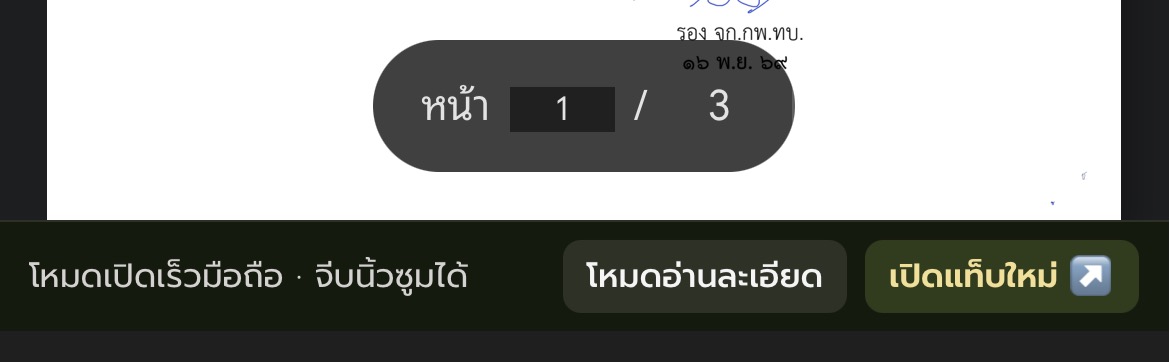 รอง จก.กพ.ทบ.
๑๖ พ.ย. ๖๙
หน้า 1 / 3
โหมดเปิดเร็วมือถือ · จีบนิ้วซูมได้
โหมดอ่านละเอียด
เปิดแท็บใหม่ ↗